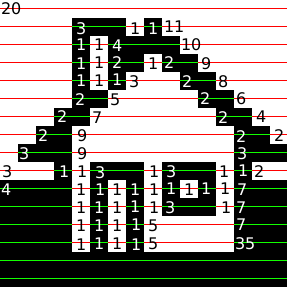 20
3 1 1 11
1 1 4 10
1 1 2 1 2 9
1 1 1 3 2 8
2 5 2 6
2 7 2 4
2 9 2 2
3 9 3
3 1 1 3 1 3 1 1 2
4 1 1 1 1 1 1 1 1 1 7
1 1 1 1 1 3 1 7
1 1 1 1 5 7
1 1 1 1 5 35